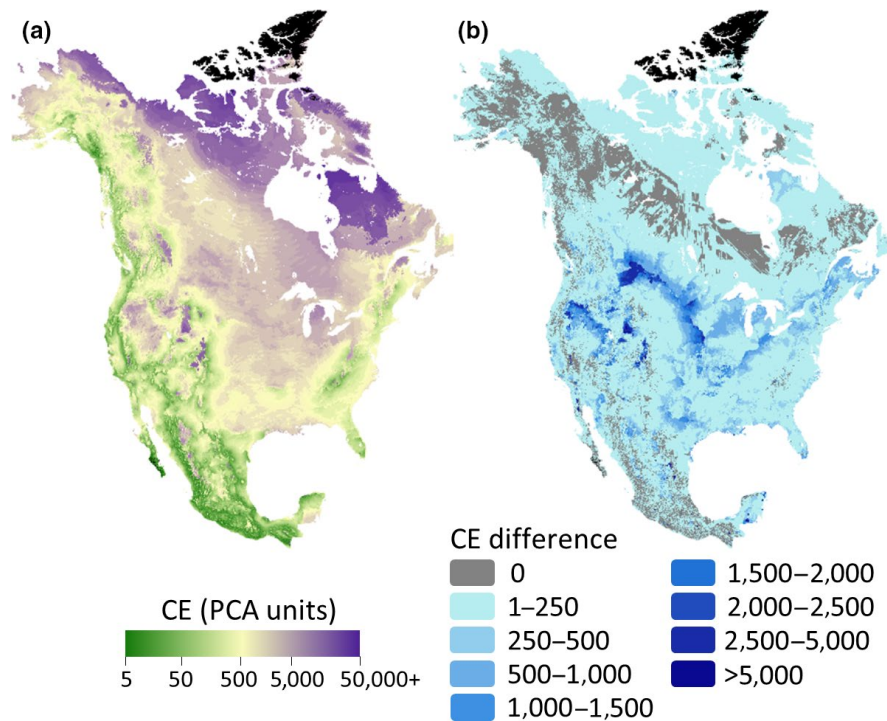 (a)
(b)
CE (PCA units)
5 50 500 5,000 50,000+
CE difference
0
1–250
250–500
500–1,000
1,000–1,500
1,500–2,000
2,000–2,500
2,500–5,000
>5,000